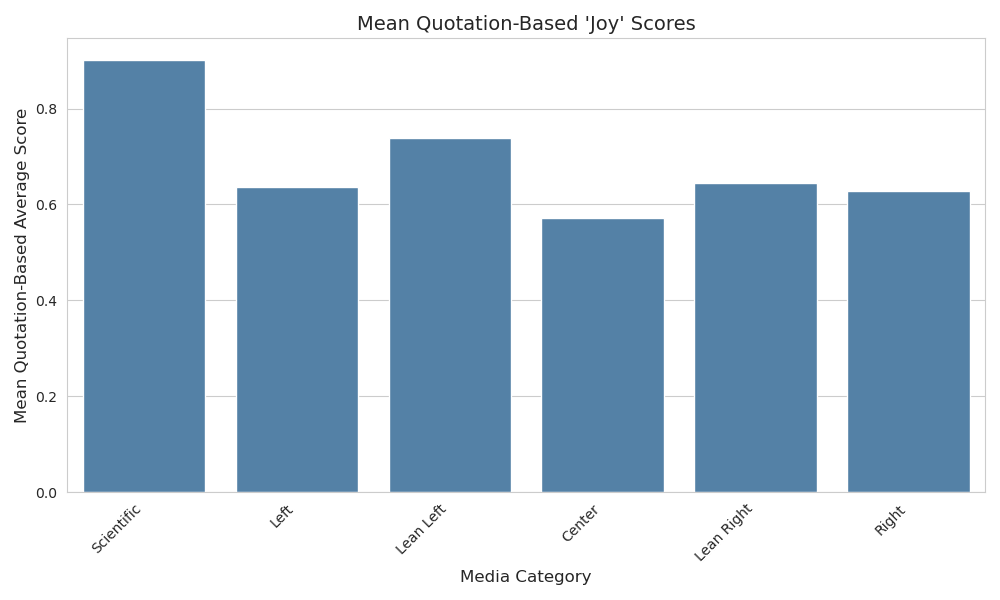 Mean Quotation-Based 'Joy' Scores
Mean Quotation-Based Average Score
0.8
0.6
0.4
0.2
0.0
Scientific
Left
Lean Left
Center
Lean Right
Right
Media Category